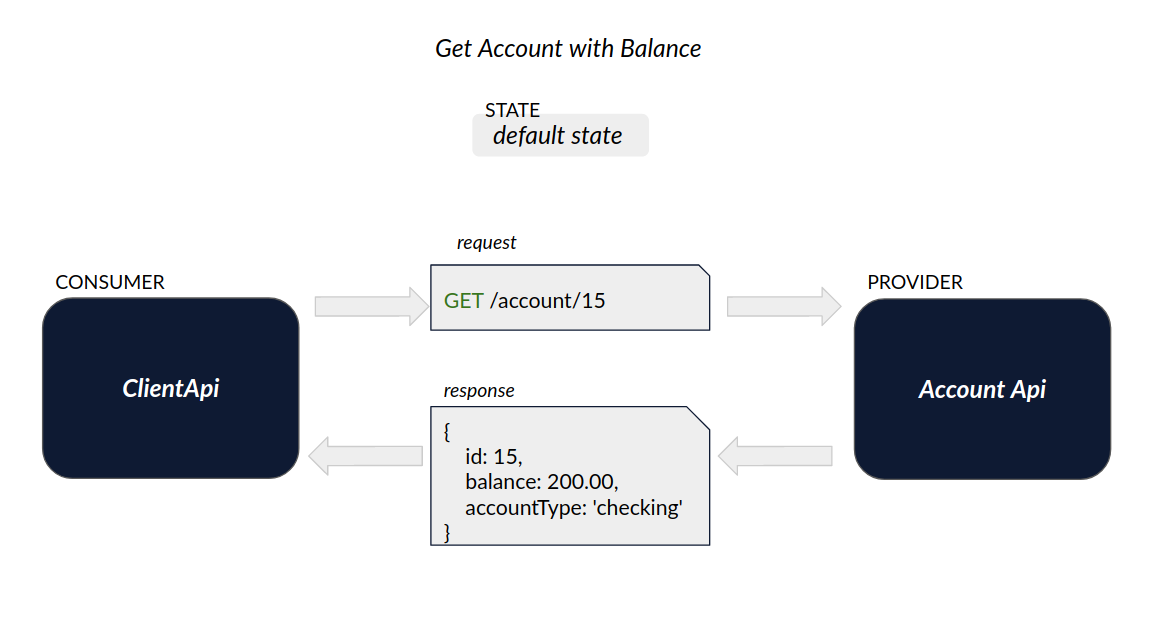 Get Account with Balance
STATE
default state
request
CONSUMER
GET /account/15
PROVIDER
ClientApi
Account Api
response
{
id: 15,
balance: 200.00,
accountType: 'checking'
}